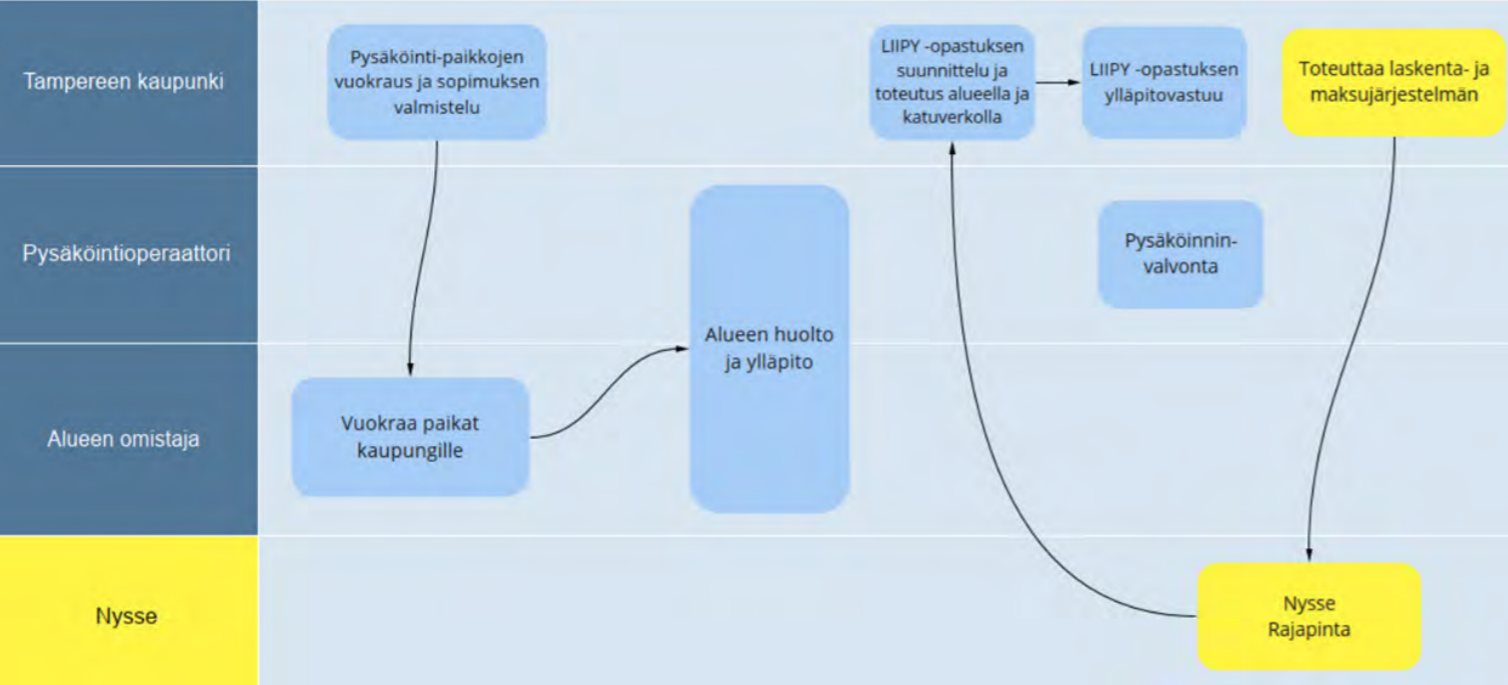 Tampereen kaupunki
Pysäköinti-paikkojen
vuokraus ja sopimuksen
valmistelu
LIIPY -opastuksen
suunnittelu ja
toteutus alueella ja
katuverkolla
LIIPY -opastuksen
ylläpitovastuu
Toteuttaa laskenta- ja
maksujärjestelmän
Pysäköintioperaattori
Pysäköinnin-
valvonta
Alueen huolto
ja ylläpito
Alueen omistaja
Vuokraa paikat
kaupungille
Nysse
Nysse
Rajapinta